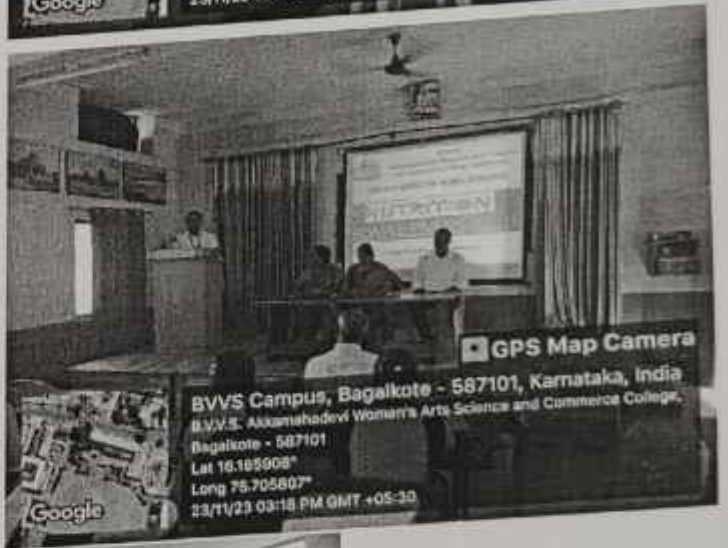 Google
NUTRITION
GPS Map Camera
BVVS Campus, Bagalkote - 587101, Karnataka, India
B.V.V.S. Akkamahadevi Women's Arts Science and Commerce College,
Bagalkote - 587101
Lat 16.165908°
Long 75.705807°
23/11/23 03:18 PM GMT +05:30
Google